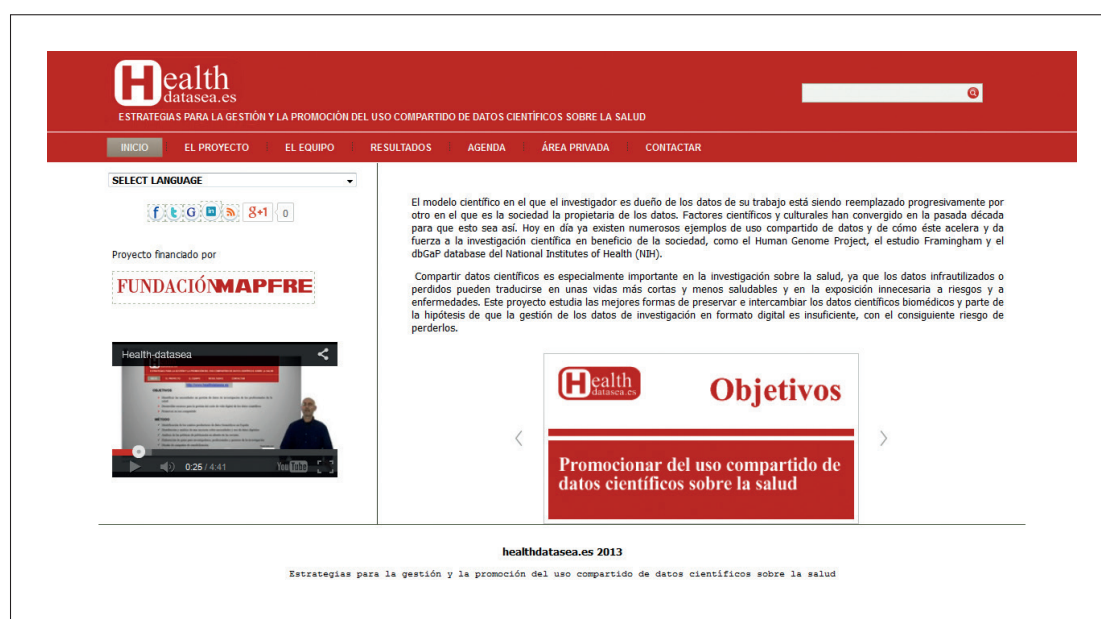 Health
datasea.es
ESTRATEGIAS PARA LA GESTIÓN Y LA PROMOCIÓN DEL USO COMPARTIDO DE DATOS CIENTÍFICOS SOBRE LA SALUD
INICIO EL PROYECTO EL EQUIPO RESULTADOS AGENDA ÁREA PRIVADA CONTACTAR
SELECT LANGUAGE
f t G in 8+1 0
Proyecto financiado por
FUNDACIÓNMAPFRE
Health-datasea
0:25 / 4:41 YouTube
El modelo científico en el que el investigador es dueño de los datos de su trabajo está siendo reemplazado progresivamente por
otro en el que es la sociedad la propietaria de los datos. Factores científicos y culturales han convergido en la pasada década
para que esto sea así. Hoy en día ya existen numerosos ejemplos de uso compartido de datos y de cómo éste acelera y da
fuerza a la investigación científica en beneficio de la sociedad, como el Human Genome Project, el estudio Framingham y el
dbGaP database del National Institutes of Health (NIH).
Compartir datos científicos es especialmente importante en la investigación sobre la salud, ya que los datos infrautilizados o
perdidos pueden traducirse en unas vidas más cortas y menos saludables y en la exposición innecesaria a riesgos y a
enfermedades. Este proyecto estudia las mejores formas de preservar e intercambiar los datos científicos biomédicos y parte de
la hipótesis de que la gestión de los datos de investigación en formato digital es insuficiente, con el consiguiente riesgo de
perderlos.
Health
datasea.es
Objetivos
Promocionar del uso compartido de
datos científicos sobre la salud
healthdatasea.es 2013
Estrategias para la gestión y la promoción del uso compartido de datos científicos sobre la salud